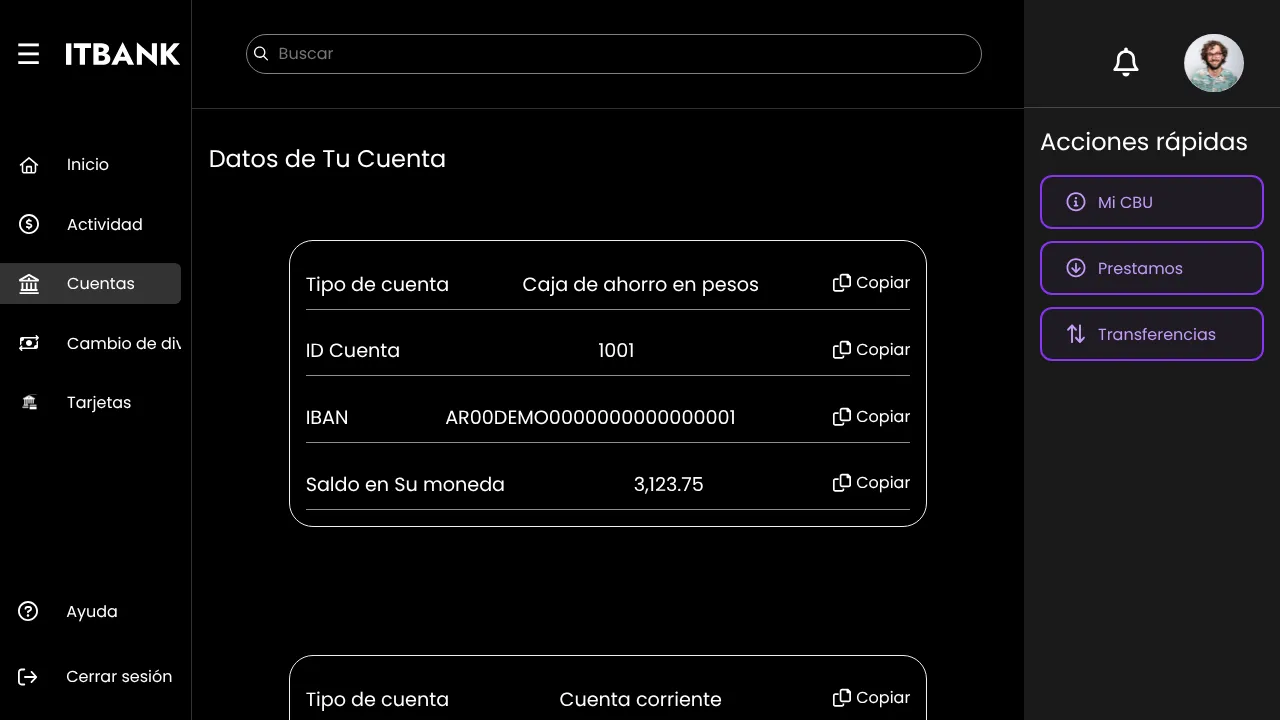 ITBANK
Buscar
Inicio
Actividad
Cuentas
Cambio de div
Tarjetas
Ayuda
Cerrar sesión
Datos de Tu Cuenta
Tipo de cuenta Caja de ahorro en pesos Copiar
ID Cuenta 1001 Copiar
IBAN AR00DEMO0000000000000001 Copiar
Saldo en Su moneda 3,123.75 Copiar
Tipo de cuenta Cuenta corriente Copiar
Acciones rápidas
Mi CBU
Prestamos
Transferencias